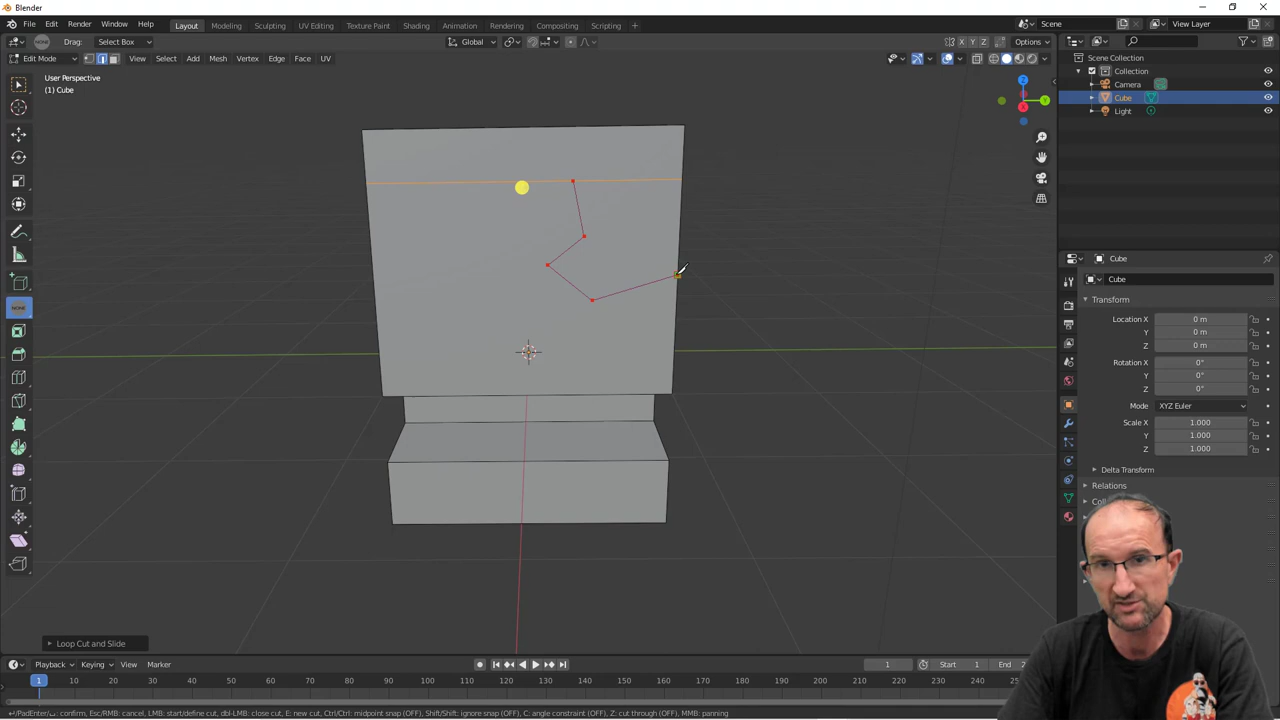 Blender
File Edit Render Window Help Layout Modeling Sculpting UV Editing Texture Paint Shading Animation Rendering Compositing Scripting + Scene View Layer
NONE Drag: Select Box Global X Y Z Options
Edit Mode View Select Add Mesh Vertex Edge Face UV
User Perspective
(1) Cube
Z
Y
X
NONE
Scene Collection
Collection
Camera
Cube
Light
Cube
Cube
Transform
Location X 0 m
Y 0 m
Z 0 m
Rotation X 0°
Y 0°
Z 0°
Mode XYZ Euler
Scale X 1.000
Y 1.000
Z 1.000
Delta Transform
Relations
Loop Cut and Slide
Playback Keying View Marker 1 Start 1 End
1 10 20 30 40 50 60 70 80 90 100 110 120 130 140 150 160 170 180 190 200 210 220
confirm, Esc/RMB: cancel, LMB: start/define cut, dbl-LMB: close cut, E: new cut, Ctrl/Ctrl: midpoint snap (OFF), Shift/Shift: ignore snap (OFF), C: angle constraint (OFF), Z: cut through (OFF), MMB: panning